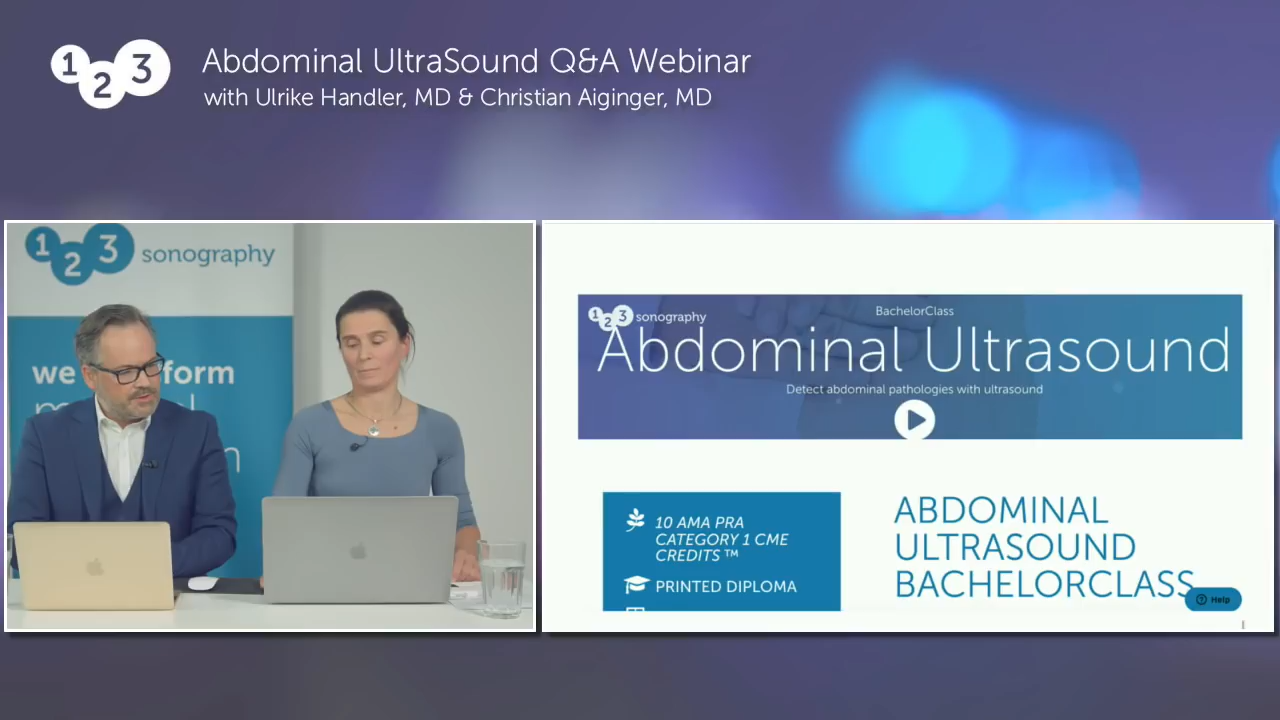 1 2 3
Abdominal UltraSound Q&A Webinar
with Ulrike Handler, MD & Christian Aiginger, MD
1 2 3 sonography
we
form
n
1 2 3 sonography
BachelorClass
Abdominal Ultrasound
Detect abdominal pathologies with ultrasound
10 AMA PRA
CATEGORY 1 CME
CREDITS ™
PRINTED DIPLOMA
ABDOMINAL
ULTRASOUND
BACHELORCLASS
Help